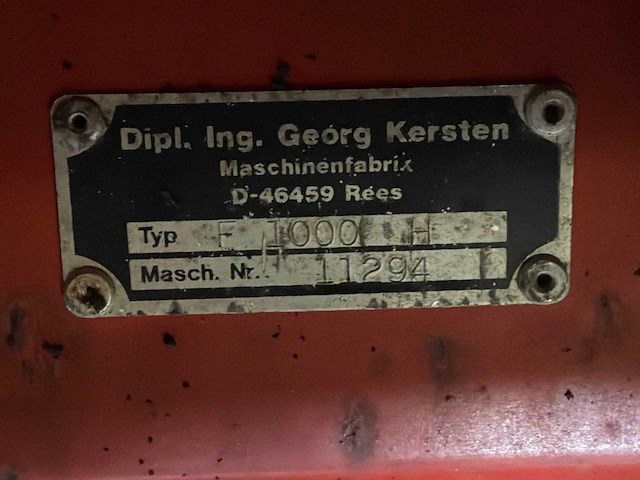 Dipl. Ing. Georg Kersten
Maschinenfabrik
D-46459 Rees
Typ F 1000 H
Masch. Nr. 11294